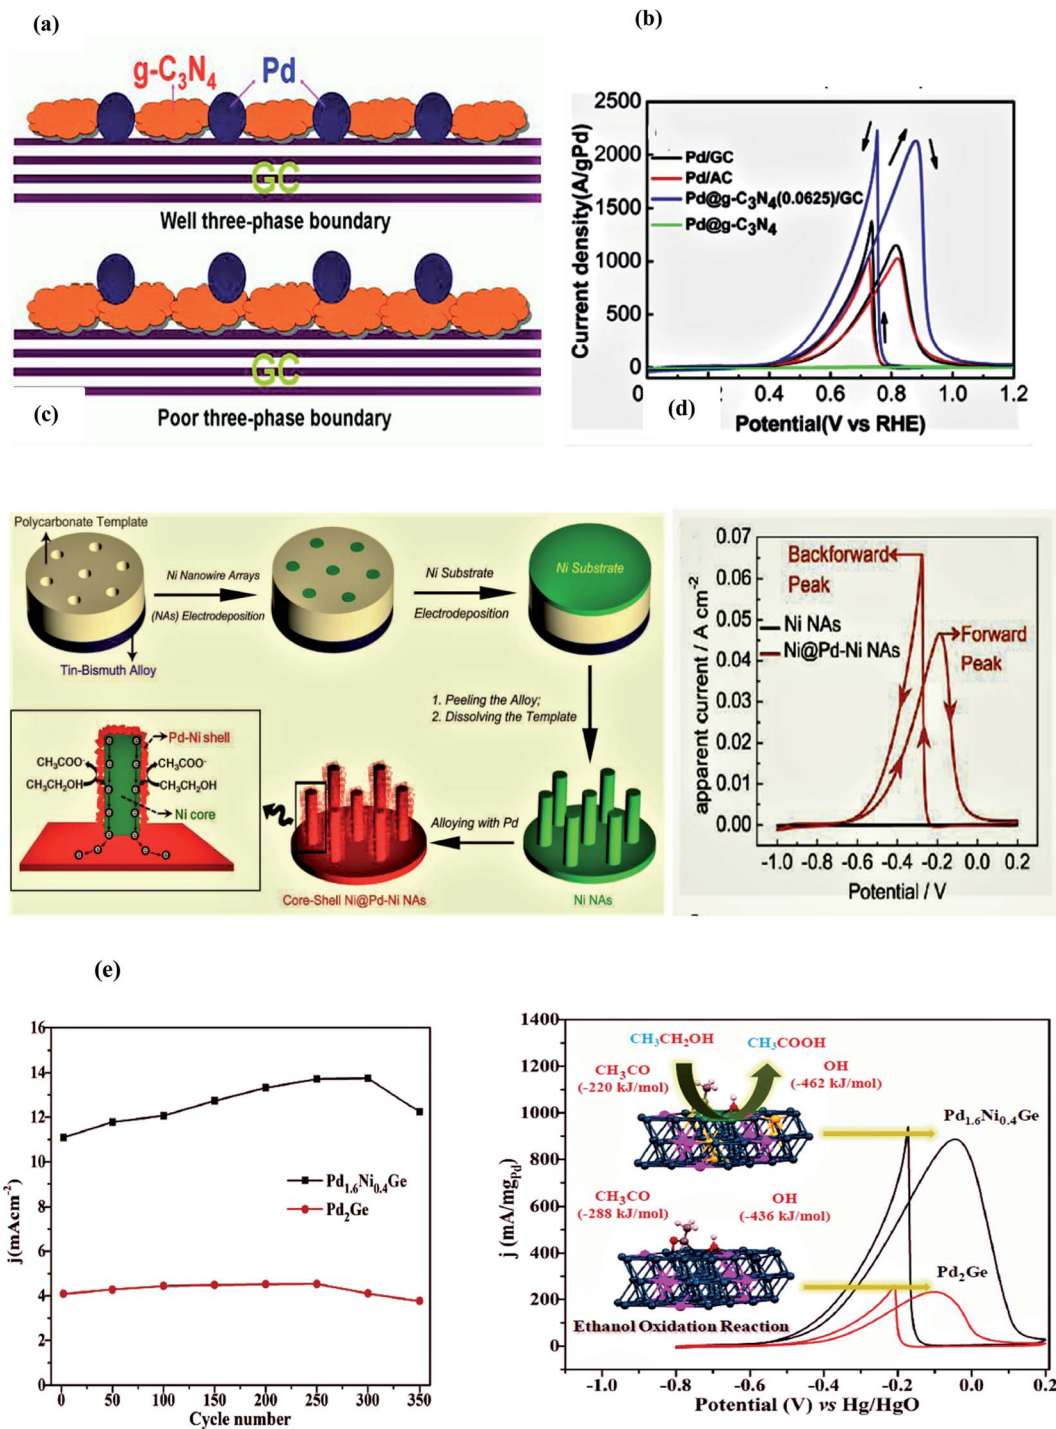 (a)
g-C3N4
Pd
GC
Well three-phase boundary
GC
Poor three-phase boundary
(b)
2500
2000
1500
1000
500
0
Current density(A/gPd)
Pd/GC
Pd/AC
Pd@g-C3N4(0.0625)/GC
Pd@g-C3N4
0 0.2 0.4 0.6 0.8 1.0 1.2
Potential(V vs RHE)
(c)
Polycarbonate Template
Tin-Bismuth Alloy
Ni Nanowire Arrays
(NAs) Electrodeposition
Ni Substrate
Electrodeposition
Ni Substrate
1. Peeling the Alloy;
2. Dissolving the Template
Ni NAs
Alloying with Pd
Core-Shell Ni@Pd-Ni NAs
Pd-Ni shell
CH3COO-
CH3COO-
CH3CH2OH
CH3CH2OH
Ni core
e e e e e e e e e e e e e e
(d)
0.07
0.06
0.05
0.04
0.03
0.02
0.01
0.00
apparent current / A cm-2
Backforward
Peak
Ni NAs
Ni@Pd-Ni NAs
Forward
Peak
-1.0 -0.8 -0.6 -0.4 -0.2 0.0 0.2
Potential / V
(e)
16
14
12
10
8
6
4
2
0
j(mAcm-2)
Pd1.6Ni0.4Ge
Pd2Ge
0 50 100 150 200 250 300 350
Cycle number
1400
1200
1000
800
600
400
200
0
j (mA/mgPd)
CH3CH2OH
CH3COOH
CH3CO
(-220 kJ/mol)
OH
(-462 kJ/mol)
Pd1.6Ni0.4Ge
CH3CO
(-288 kJ/mol)
OH
(-436 kJ/mol)
Pd2Ge
Ethanol Oxidation Reaction
-1.0 -0.8 -0.6 -0.4 -0.2 0.0 0.2
Potential (V) vs Hg/HgO